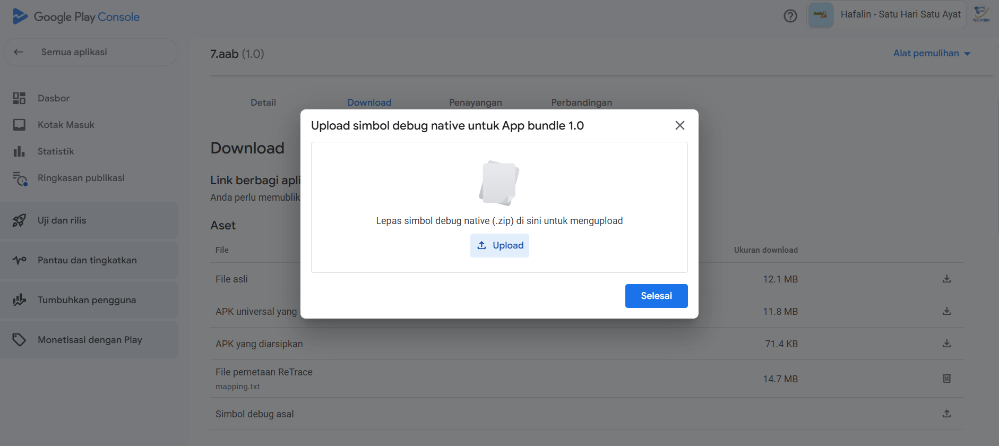 Google Play Console
Hafalin - Satu Hari Satu Ayat
PUSTIPANDA
Semua aplikasi
7.aab (1.0)
Alat pemulihan
Dasbor
Kotak Masuk
Statistik
Ringkasan publikasi
Uji dan rilis
Pantau dan tingkatkan
Tumbuhkan pengguna
Monetisasi dengan Play
Detail
Download
Penayangan
Perbandingan
Download
Link berbagi apli
Anda perlu memublik
Aset
File
Ukuran download
File asli
12.1 MB
APK universal yang
11.8 MB
APK yang diarsipkan
71.4 KB
File pemetaan ReTrace
mapping.txt
14.7 MB
Simbol debug asal
Upload simbol debug native untuk App bundle 1.0
Lepas simbol debug native (.zip) di sini untuk mengupload
Upload
Selesai